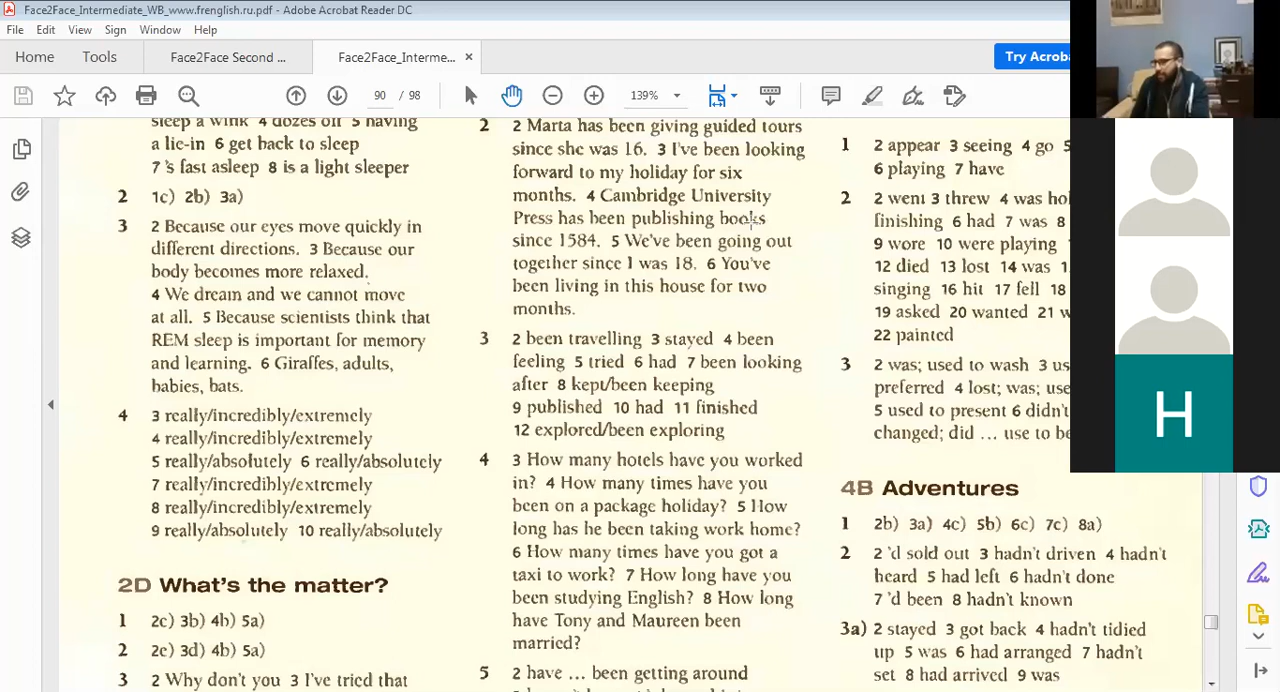 Face2Face_Intermediate_WB_www.frenglish.ru.pdf - Adobe Acrobat Reader DC
File Edit View Sign Window Help
Home Tools Face2Face Second ... Face2Face_Interme... × Try Acroba
90 / 98 139%
sleep a wink 4 dozes off 5 having
a lie-in 6 get back to sleep
7 's fast asleep 8 is a light sleeper
2 1c) 2b) 3a)
3 2 Because our eyes move quickly in
different directions. 3 Because our
body becomes more relaxed.
4 We dream and we cannot move
at all. 5 Because scientists think that
REM sleep is important for memory
and learning. 6 Giraffes, adults,
babies, bats.
4 3 really/incredibly/extremely
4 really/incredibly/extremely
5 really/absolutely 6 really/absolutely
7 really/incredibly/extremely
8 really/incredibly/extremely
9 really/absolutely 10 really/absolutely
2D What's the matter?
1 2c) 3b) 4b) 5a)
2 2e) 3d) 4b) 5a)
3 2 Why don't you 3 I've tried that
2 2 Marta has been giving guided tours
since she was 16. 3 I've been looking
forward to my holiday for six
months. 4 Cambridge University
Press has been publishing books
since 1584. 5 We've been going out
together since I was 18. 6 You've
been living in this house for two
months.
3 2 been travelling 3 stayed 4 been
feeling 5 tried 6 had 7 been looking
after 8 kept/been keeping
9 published 10 had 11 finished
12 explored/been exploring
4 3 How many hotels have you worked
in? 4 How many times have you
been on a package holiday? 5 How
long has he been taking work home?
6 How many times have you got a
taxi to work? 7 How long have you
been studying English? 8 How long
have Tony and Maureen been
married?
5 2 have ... been getting around
1 2 appear 3 seeing 4 go 5
6 playing 7 have
2 2 went 3 threw 4 was hol
finishing 6 had 7 was 8
9 wore 10 were playing
12 died 13 lost 14 was 1
singing 16 hit 17 fell 18
19 asked 20 wanted 21 w
22 painted
3 2 was; used to wash 3 us
preferred 4 lost; was; use
5 used to present 6 didn't
changed; did ... use to be
4B Adventures
1 2b) 3a) 4c) 5b) 6c) 7c) 8a)
2 2 'd sold out 3 hadn't driven 4 hadn't
heard 5 had left 6 hadn't done
7 'd been 8 hadn't known
3a) 2 stayed 3 got back 4 hadn't tidied
up 5 was 6 had arranged 7 hadn't
set 8 had arrived 9 was
H